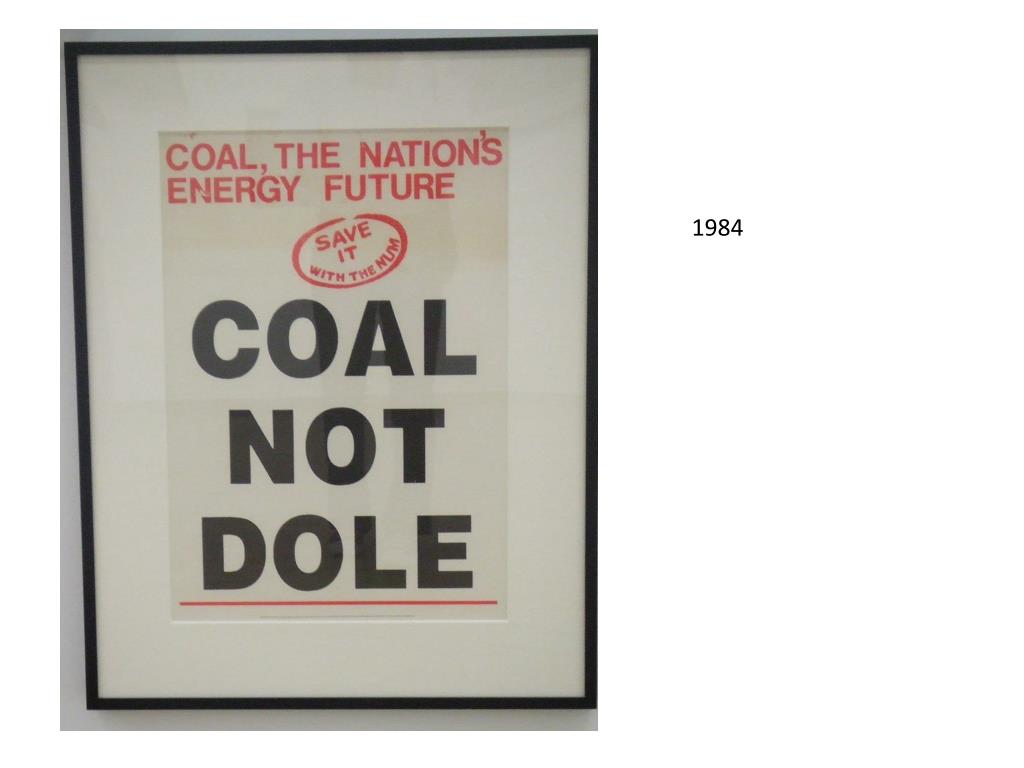 COAL, THE NATION'S
ENERGY FUTURE
SAVE
IT
WITH THE NUM
COAL
NOT
DOLE
1984